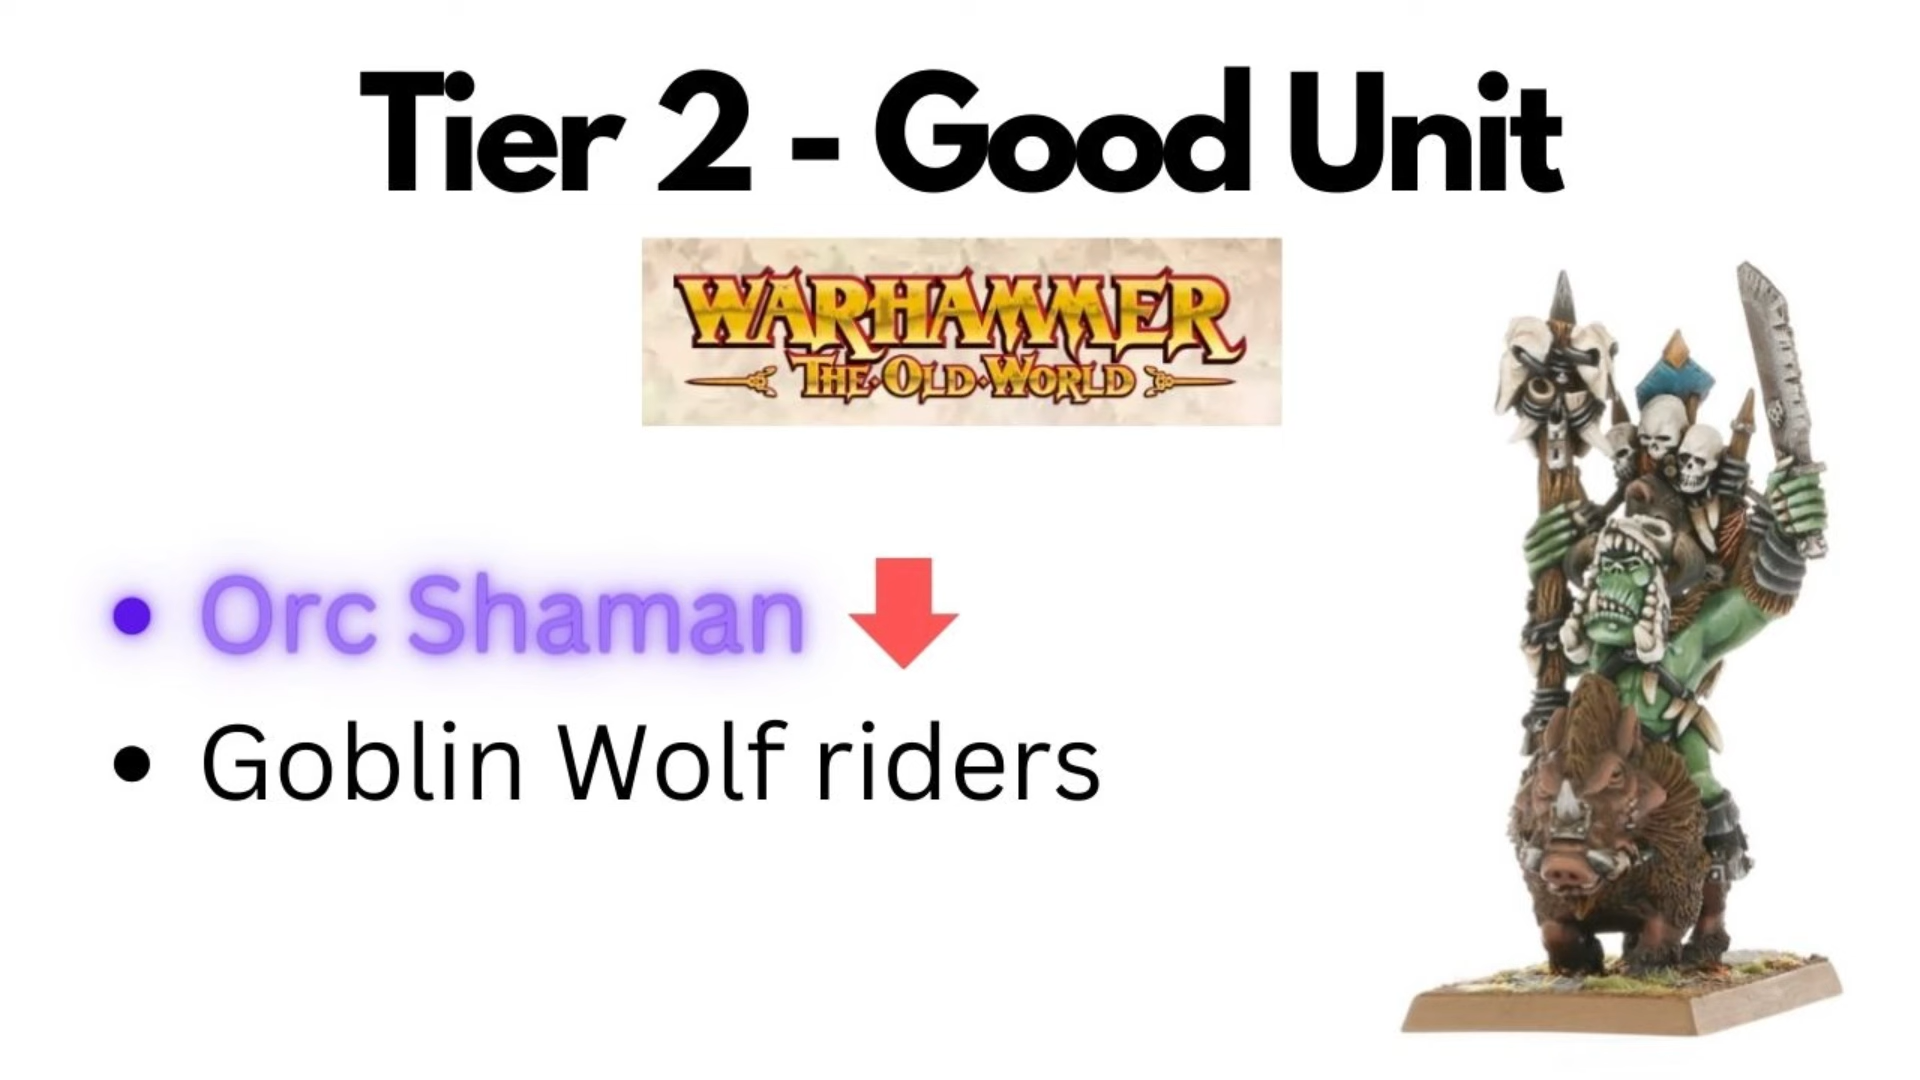 Tier 2 - Good Unit
WARHAMMER
THE·OLD·WORLD
• Orc Shaman
• Goblin Wolf riders